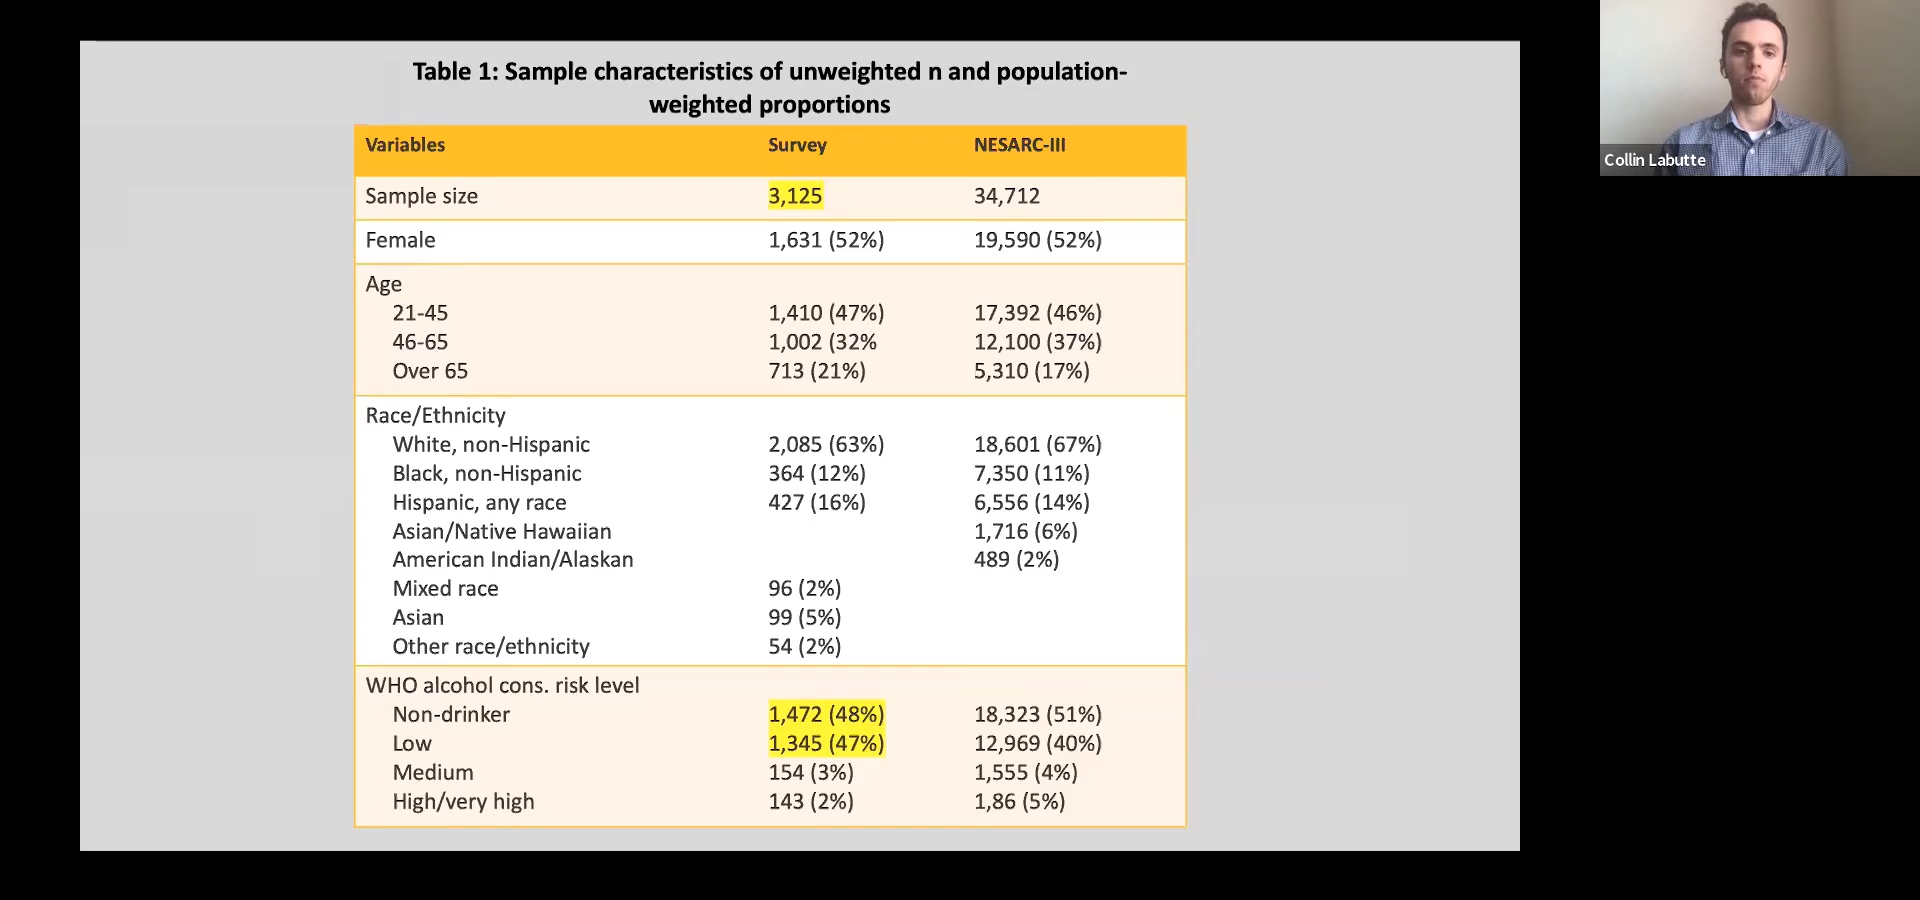 Table 1: Sample characteristics of unweighted n and population-
weighted proportions
Variables Survey NESARC-III
Sample size 3,125 34,712
Female 1,631 (52%) 19,590 (52%)
Age
21-45 1,410 (47%) 17,392 (46%)
46-65 1,002 (32% 12,100 (37%)
Over 65 713 (21%) 5,310 (17%)
Race/Ethnicity
White, non-Hispanic 2,085 (63%) 18,601 (67%)
Black, non-Hispanic 364 (12%) 7,350 (11%)
Hispanic, any race 427 (16%) 6,556 (14%)
Asian/Native Hawaiian 1,716 (6%)
American Indian/Alaskan 489 (2%)
Mixed race 96 (2%)
Asian 99 (5%)
Other race/ethnicity 54 (2%)
WHO alcohol cons. risk level
Non-drinker 1,472 (48%) 18,323 (51%)
Low 1,345 (47%) 12,969 (40%)
Medium 154 (3%) 1,555 (4%)
High/very high 143 (2%) 1,86 (5%)
Collin Labutte